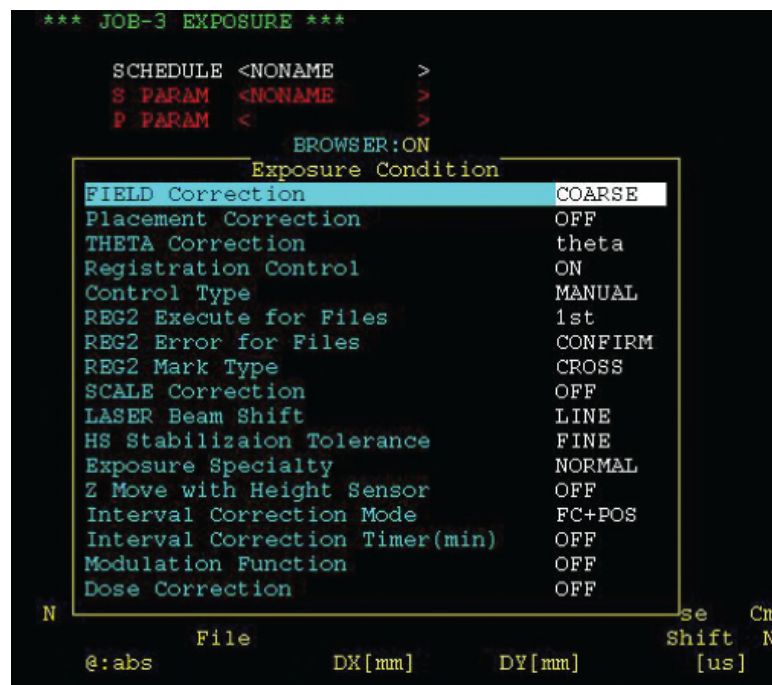 *** JOB-3 EXPOSURE ***
SCHEDULE <NONAME >
S PARAM <NONAME >
P PARAM < >
BROWSER:ON
Exposure Condition
FIELD Correction COARSE
Placement Correction OFF
THETA Correction theta
Registration Control ON
Control Type MANUAL
REG2 Execute for Files 1st
REG2 Error for Files CONFIRM
REG2 Mark Type CROSS
SCALE Correction OFF
LASER Beam Shift LINE
HS Stabilizaion Tolerance FINE
Exposure Specialty NORMAL
Z Move with Height Sensor OFF
Interval Correction Mode FC+POS
Interval Correction Timer(min) OFF
Modulation Function OFF
Dose Correction OFF
N se Cm
File Shift N
@:abs DX[mm] DY[mm] [us]